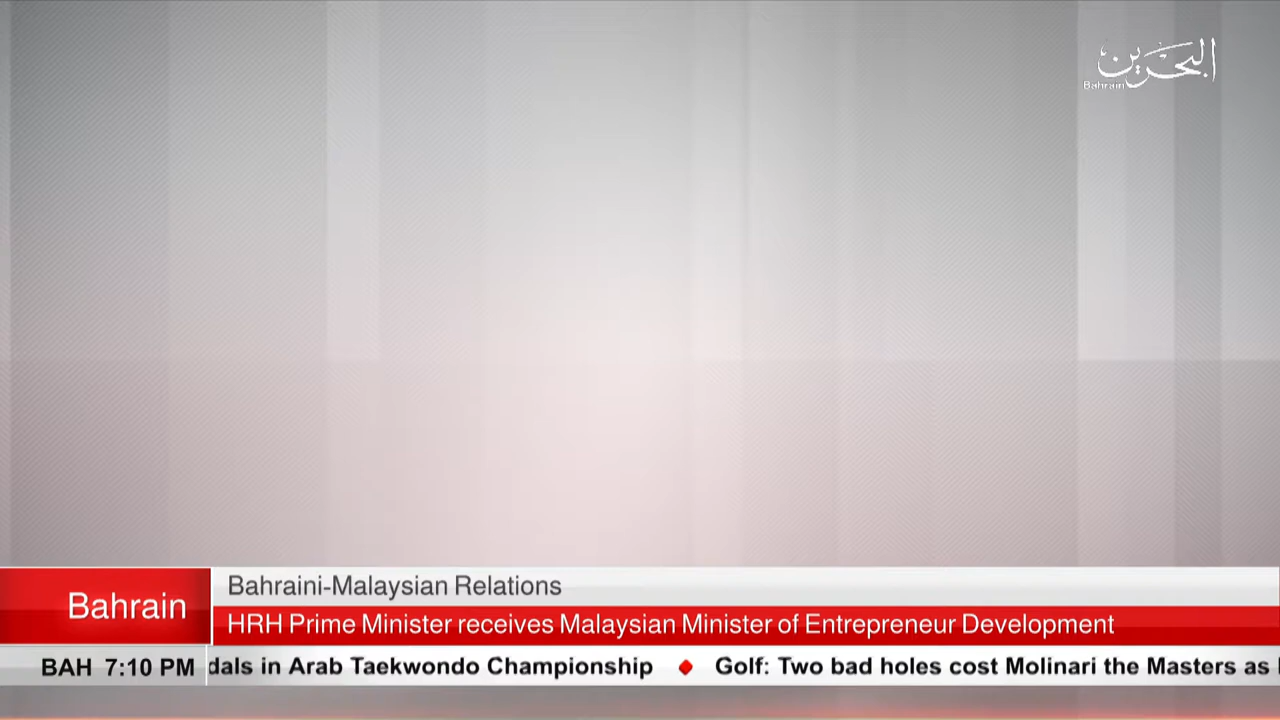 البحرين
Bahrain
Bahraini-Malaysian Relations
Bahrain
HRH Prime Minister receives Malaysian Minister of Entrepreneur Development
BAH 7:10 PM
dals in Arab Taekwondo Championship ♦ Golf: Two bad holes cost Molinari the Masters as